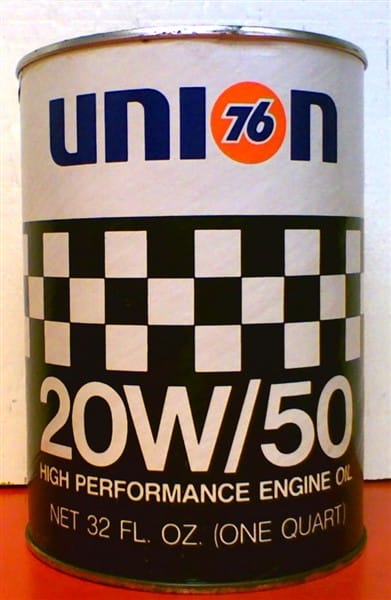 UNION
76
20W/50
HIGH PERFORMANCE ENGINE OIL
NET 32 FL. OZ. (ONE QUART)